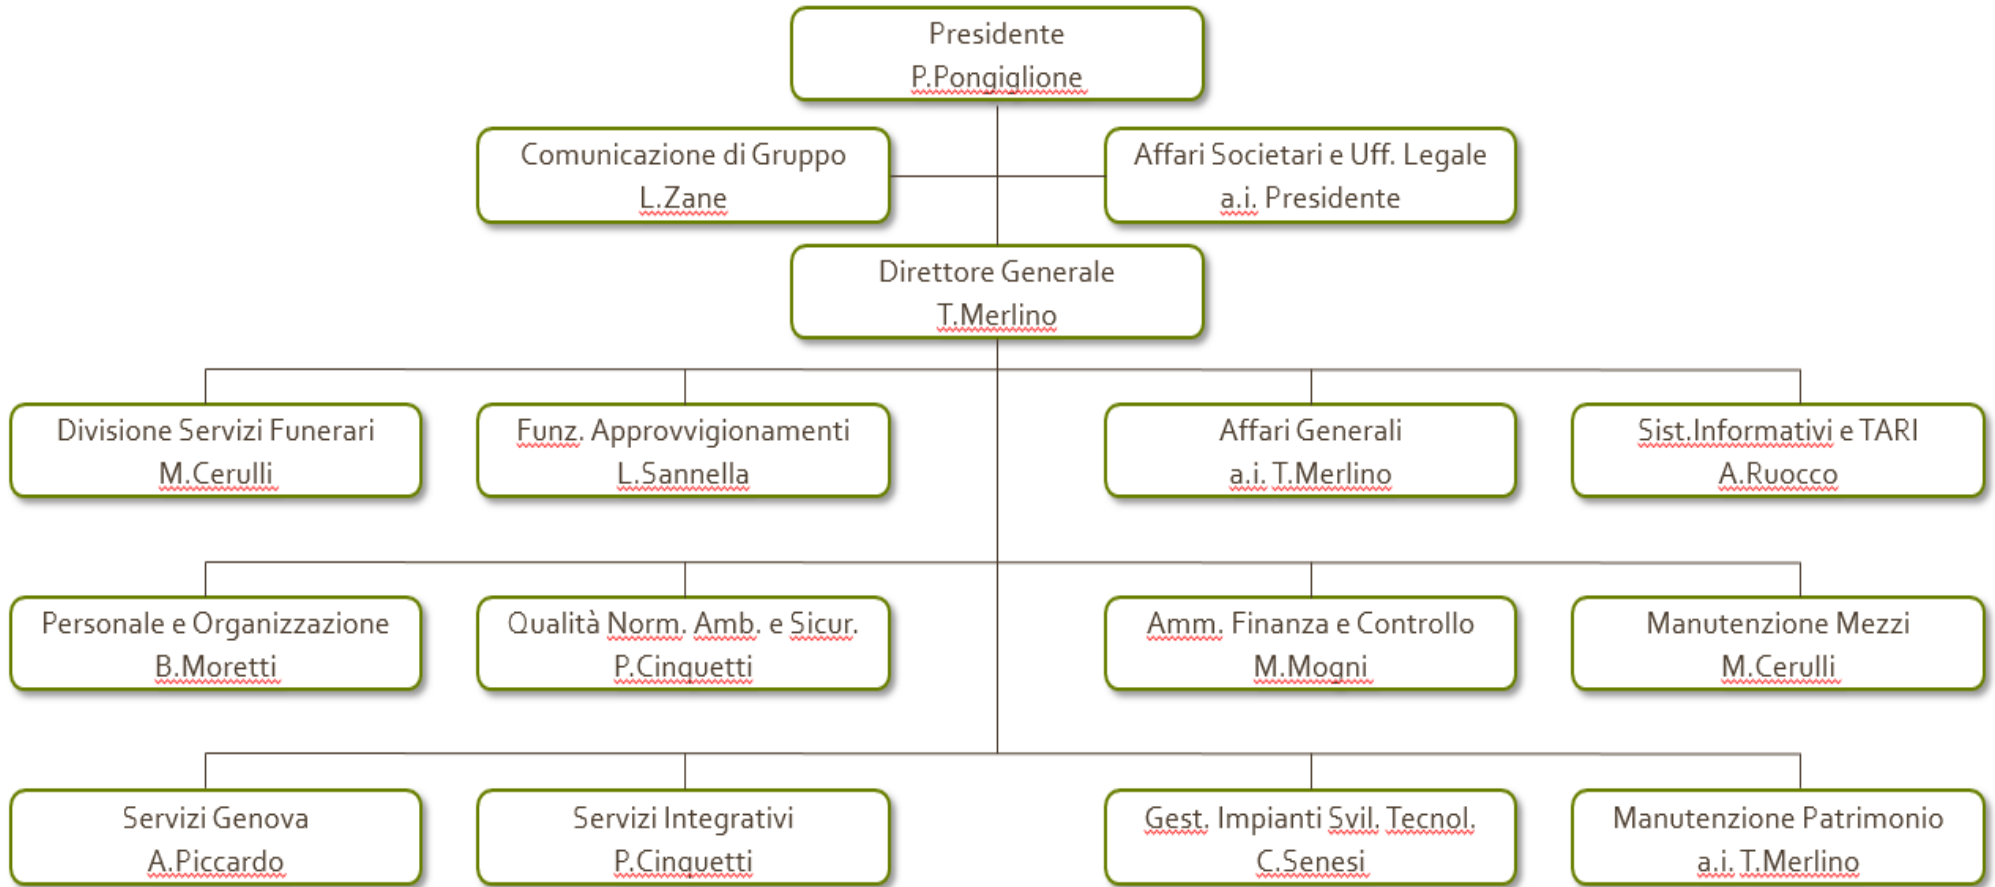 Presidente
P.Pongiglione
Comunicazione di Gruppo
L.Zane
Affari Societari e Uff. Legale
a.i. Presidente
Direttore Generale
T.Merlino
Divisione Servizi Funerari
M.Cerulli
Funz. Approvvigionamenti
L.Sannella
Affari Generali
a.i. T.Merlino
Sist.Informativi e TARI
A.Ruocco
Personale e Organizzazione
B.Moretti
Qualità Norm. Amb. e Sicur.
P.Cinquetti
Amm. Finanza e Controllo
M.Mogni
Manutenzione Mezzi
M.Cerulli
Servizi Genova
A.Piccardo
Servizi Integrativi
P.Cinquetti
Gest. Impianti Svil. Tecnol.
C.Senesi
Manutenzione Patrimonio
a.i. T.Merlino